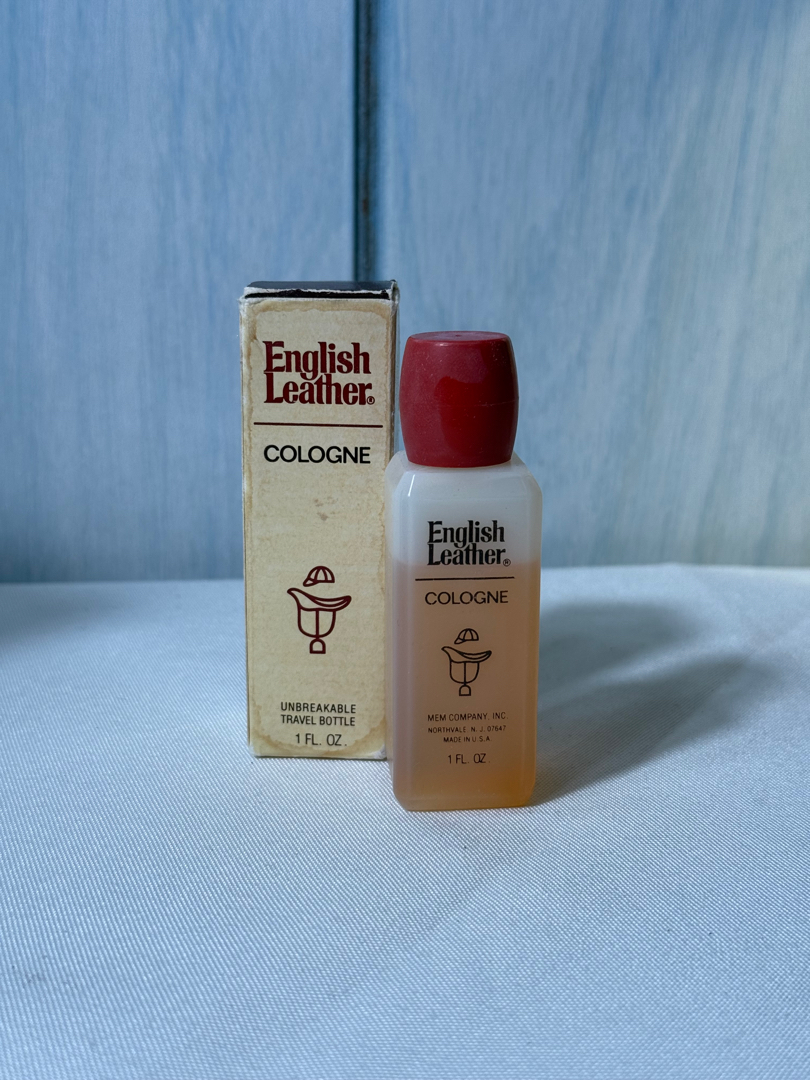 English
Leather®
COLOGNE
UNBREAKABLE
TRAVEL BOTTLE
1 FL. OZ.
English
Leather®
COLOGNE
MEM COMPANY, INC.
NORTHVALE, N. J. 07647
MADE IN U.S.A.
1 FL. OZ.